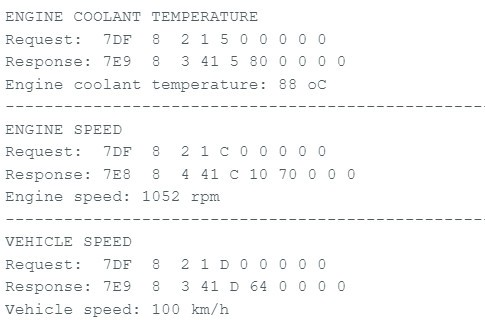 ENGINE COOLANT TEMPERATURE
Request:  7DF  8  2 1 5 0 0 0 0 0
Response: 7E9  8  3 41 5 80 0 0 0 0
Engine coolant temperature: 88 oC
--------------------------------------------------
ENGINE SPEED
Request:  7DF  8  2 1 C 0 0 0 0 0
Response: 7E8  8  4 41 C 10 70 0 0 0
Engine speed: 1052 rpm
--------------------------------------------------
VEHICLE SPEED
Request:  7DF  8  2 1 D 0 0 0 0 0
Response: 7E9  8  3 41 D 64 0 0 0 0
Vehicle speed: 100 km/h